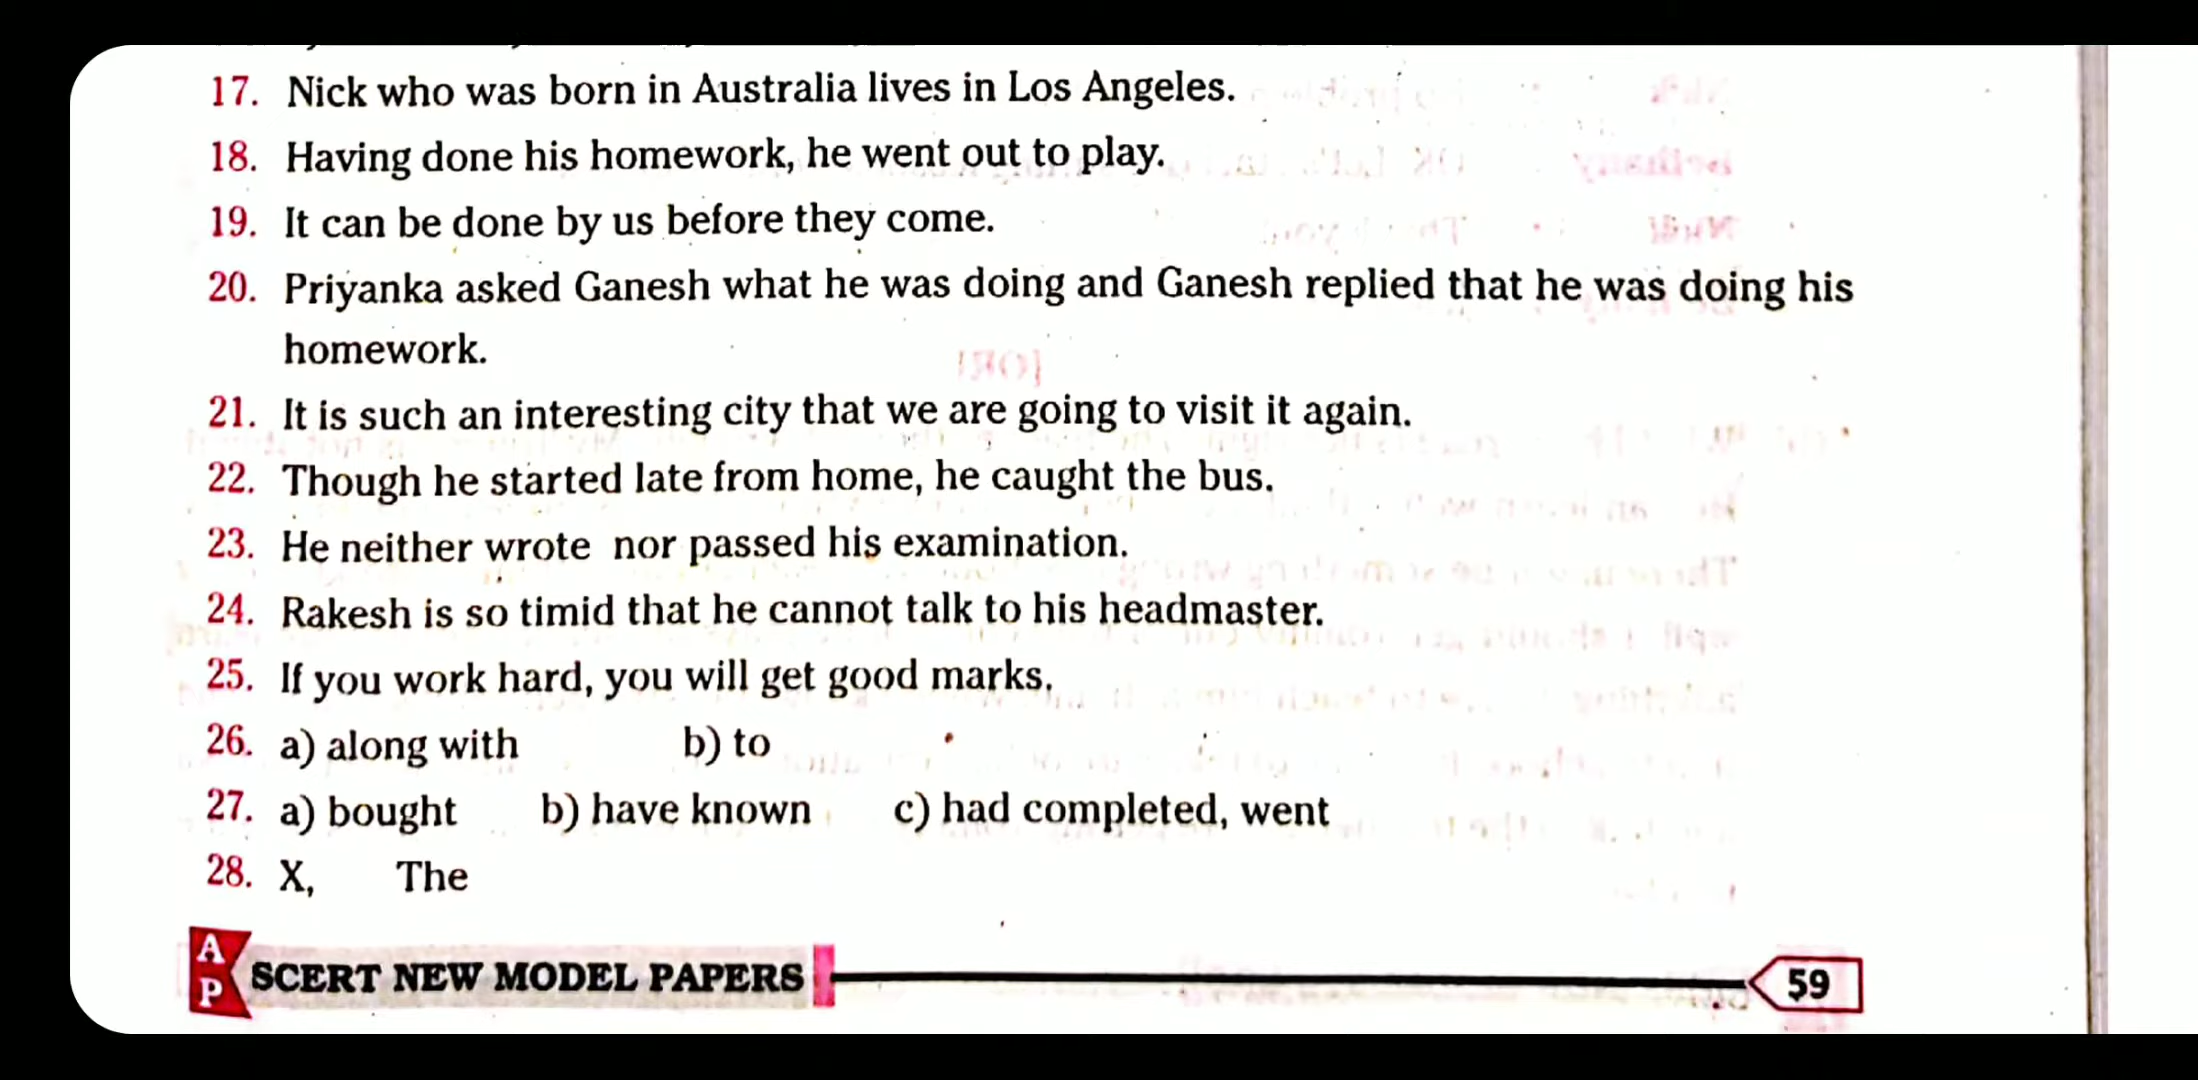 17. Nick who was born in Australia lives in Los Angeles.
18. Having done his homework, he went out to play.
19. It can be done by us before they come.
20. Priyanka asked Ganesh what he was doing and Ganesh replied that he was doing his
homework.
21. It is such an interesting city that we are going to visit it again.
22. Though he started late from home, he caught the bus.
23. He neither wrote nor passed his examination.
24. Rakesh is so timid that he cannot talk to his headmaster.
25. If you work hard, you will get good marks.
26. a) along with b) to
27. a) bought b) have known c) had completed, went
28. X, The
AP SCERT NEW MODEL PAPERS 59